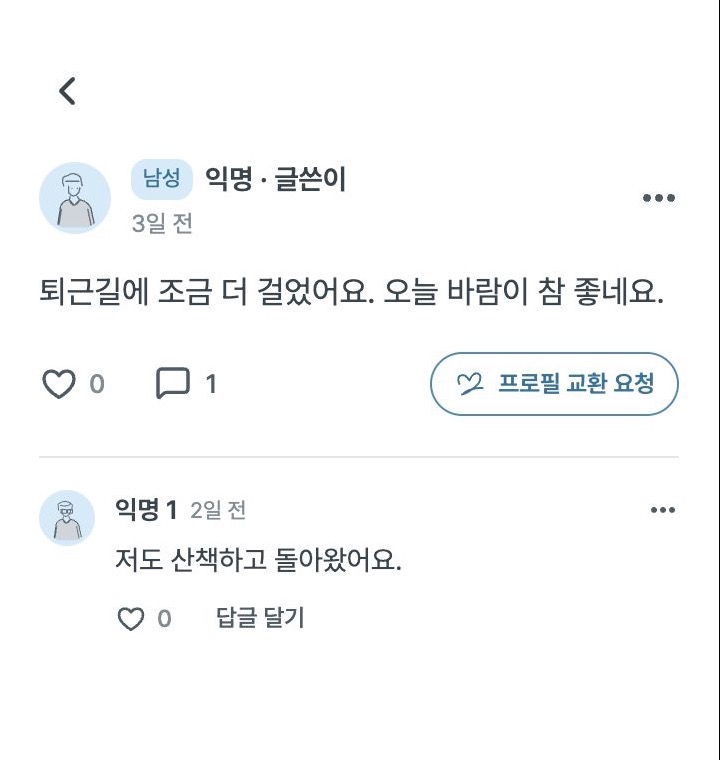 남성 익명 · 글쓴이
3일 전
퇴근길에 조금 더 걸었어요. 오늘 바람이 참 좋네요.
0 1 프로필 교환 요청
익명 1 2일 전
저도 산책하고 돌아왔어요.
0 답글 달기